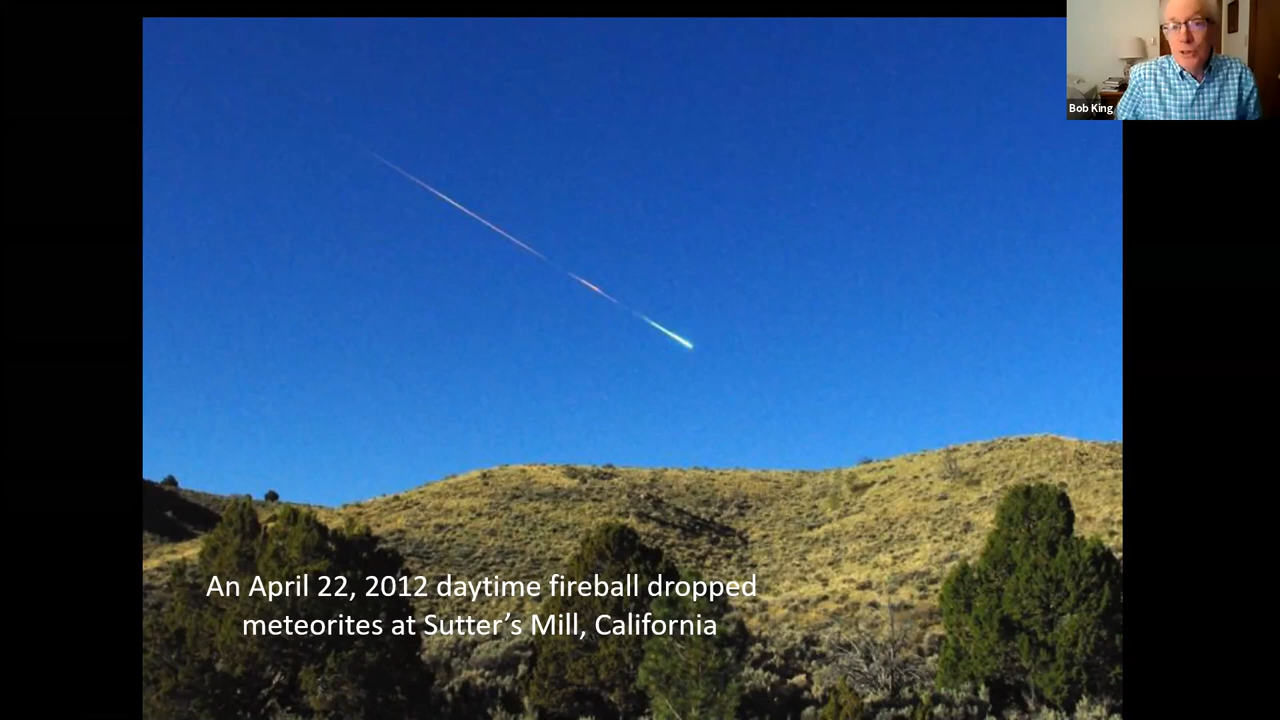 Bob King
An April 22, 2012 daytime fireball dropped
meteorites at Sutter’s Mill, California